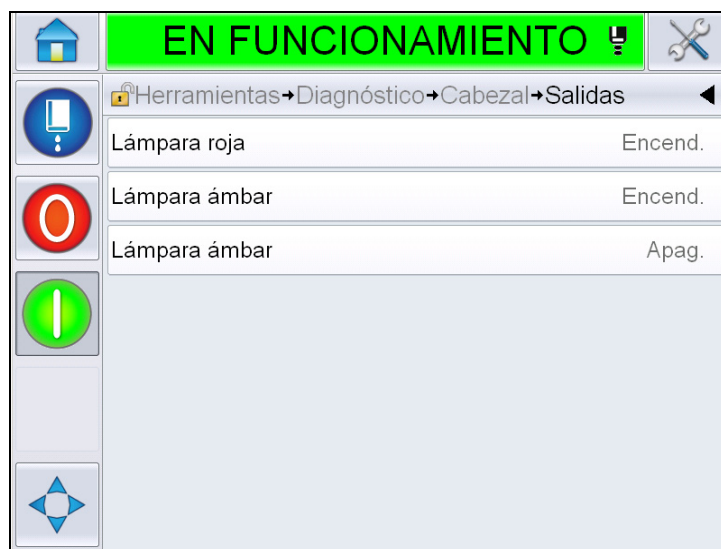 EN FUNCIONAMIENTO
Herramientas→Diagnóstico→Cabezal→Salidas
Lámpara roja Encend.
Lámpara ámbar Encend.
Lámpara ámbar Apag.